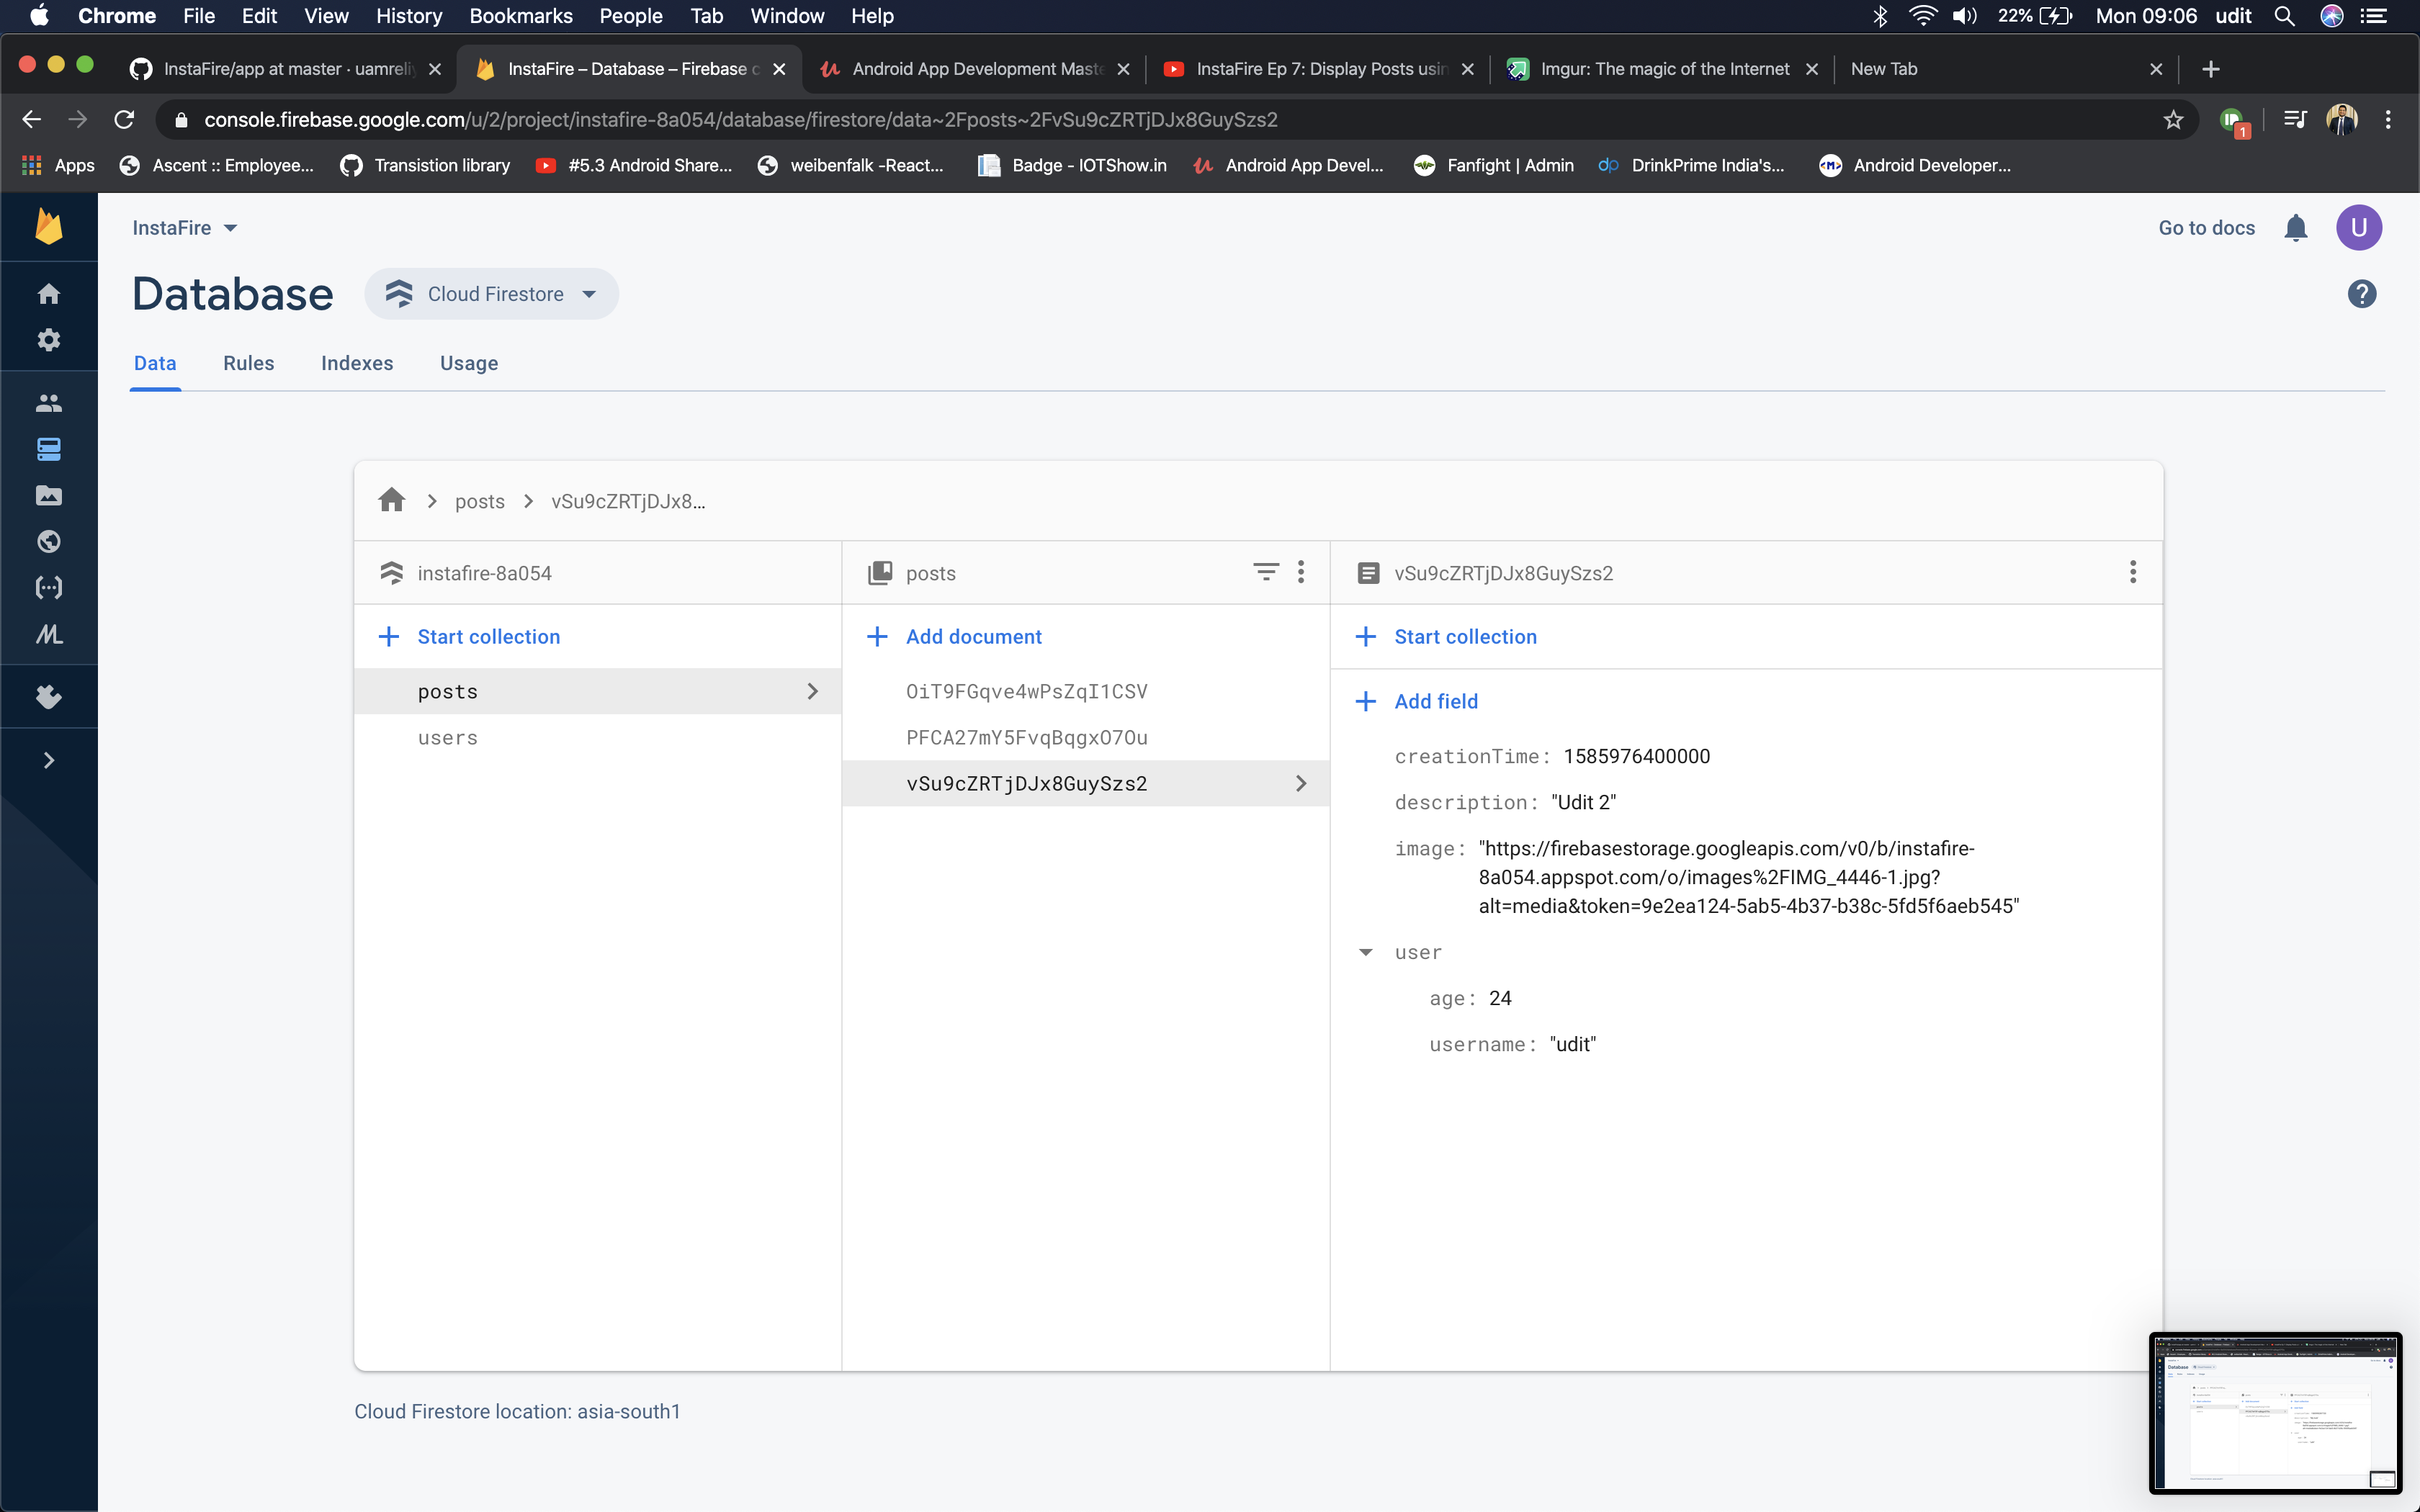 Chrome File Edit View History Bookmarks People Tab Window Help 22% Mon 09:06 udit
InstaFire/app at master · uamreliy InstaFire – Database – Firebase c Android App Development Maste InstaFire Ep 7: Display Posts usin Imgur: The magic of the Internet New Tab
console.firebase.google.com/u/2/project/instafire-8a054/database/firestore/data~2Fposts~2FvSu9cZRTjDJx8GuySzs2 1
Apps Ascent :: Employee... Transistion library #5.3 Android Share... weibenfalk -React... Badge - IOTShow.in Android App Devel... Fanfight | Admin dp DrinkPrime India's... <M> Android Developer...
InstaFire Go to docs U
Database Cloud Firestore ?
Data Rules Indexes Usage
posts vSu9cZRTjDJx8...
instafire-8a054 posts vSu9cZRTjDJx8GuySzs2
Start collection Add document Start collection
posts OiT9FGqve4wPsZqI1CSV Add field
users PFCA27mY5FvqBqgxO7Ou creationTime: 1585976400000
vSu9cZRTjDJx8GuySzs2 description: "Udit 2"
image: "https://firebasestorage.googleapis.com/v0/b/instafire-
8a054.appspot.com/o/images%2FIMG_4446-1.jpg?
alt=media&token=9e2ea124-5ab5-4b37-b38c-5fd5f6aeb545"
user
age: 24
username: "udit"
Cloud Firestore location: asia-south1